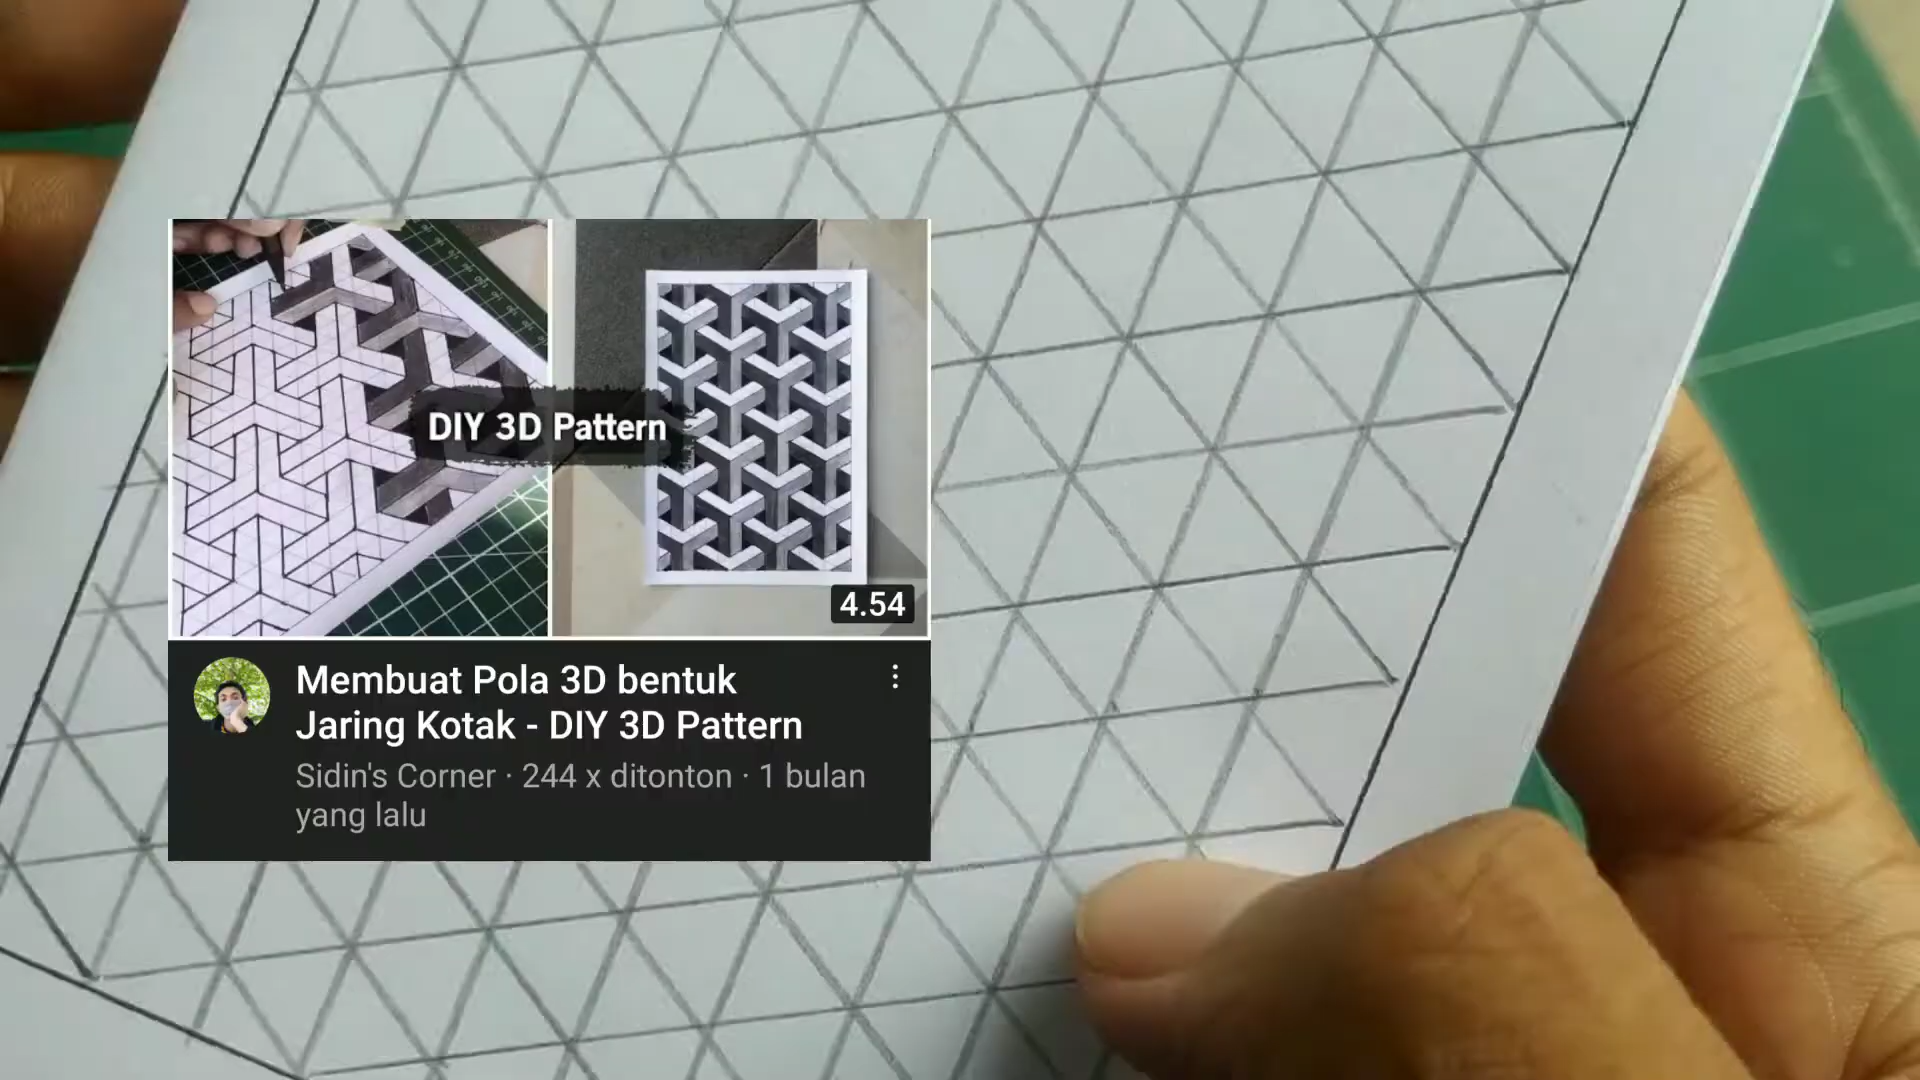 DIY 3D Pattern
4.54
Membuat Pola 3D bentuk
Jaring Kotak - DIY 3D Pattern
Sidin's Corner · 244 x ditonton · 1 bulan
yang lalu